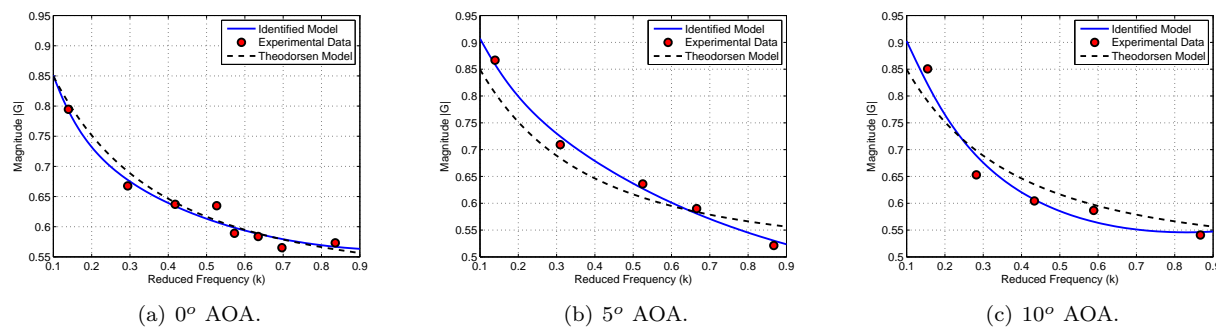 0.95
0.9
0.85
0.8
0.75
0.7
0.65
0.6
0.55
Magnitude |G|
0.1 0.2 0.3 0.4 0.5 0.6 0.7 0.8 0.9
Reduced Frequency (k)
Identified Model
Experimental Data
Theodorsen Model
(a) 0º AOA.
0.95
0.9
0.85
0.8
0.75
0.7
0.65
0.6
0.55
0.5
Magnitude |G|
0.1 0.2 0.3 0.4 0.5 0.6 0.7 0.8 0.9
Reduced Frequency (k)
Identified Model
Experimental Data
Theodorsen Model
(b) 5º AOA.
0.95
0.9
0.85
0.8
0.75
0.7
0.65
0.6
0.55
0.5
Magnitude |G|
0.1 0.2 0.3 0.4 0.5 0.6 0.7 0.8 0.9
Reduced Frequency (k)
Identified Model
Experimental Data
Theodorsen Model
(c) 10º AOA.